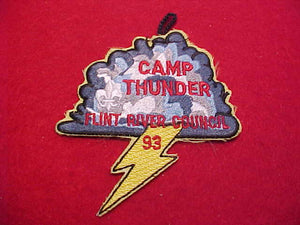 CAMP
THUNDER
FLINT RIVER COUNCIL
93